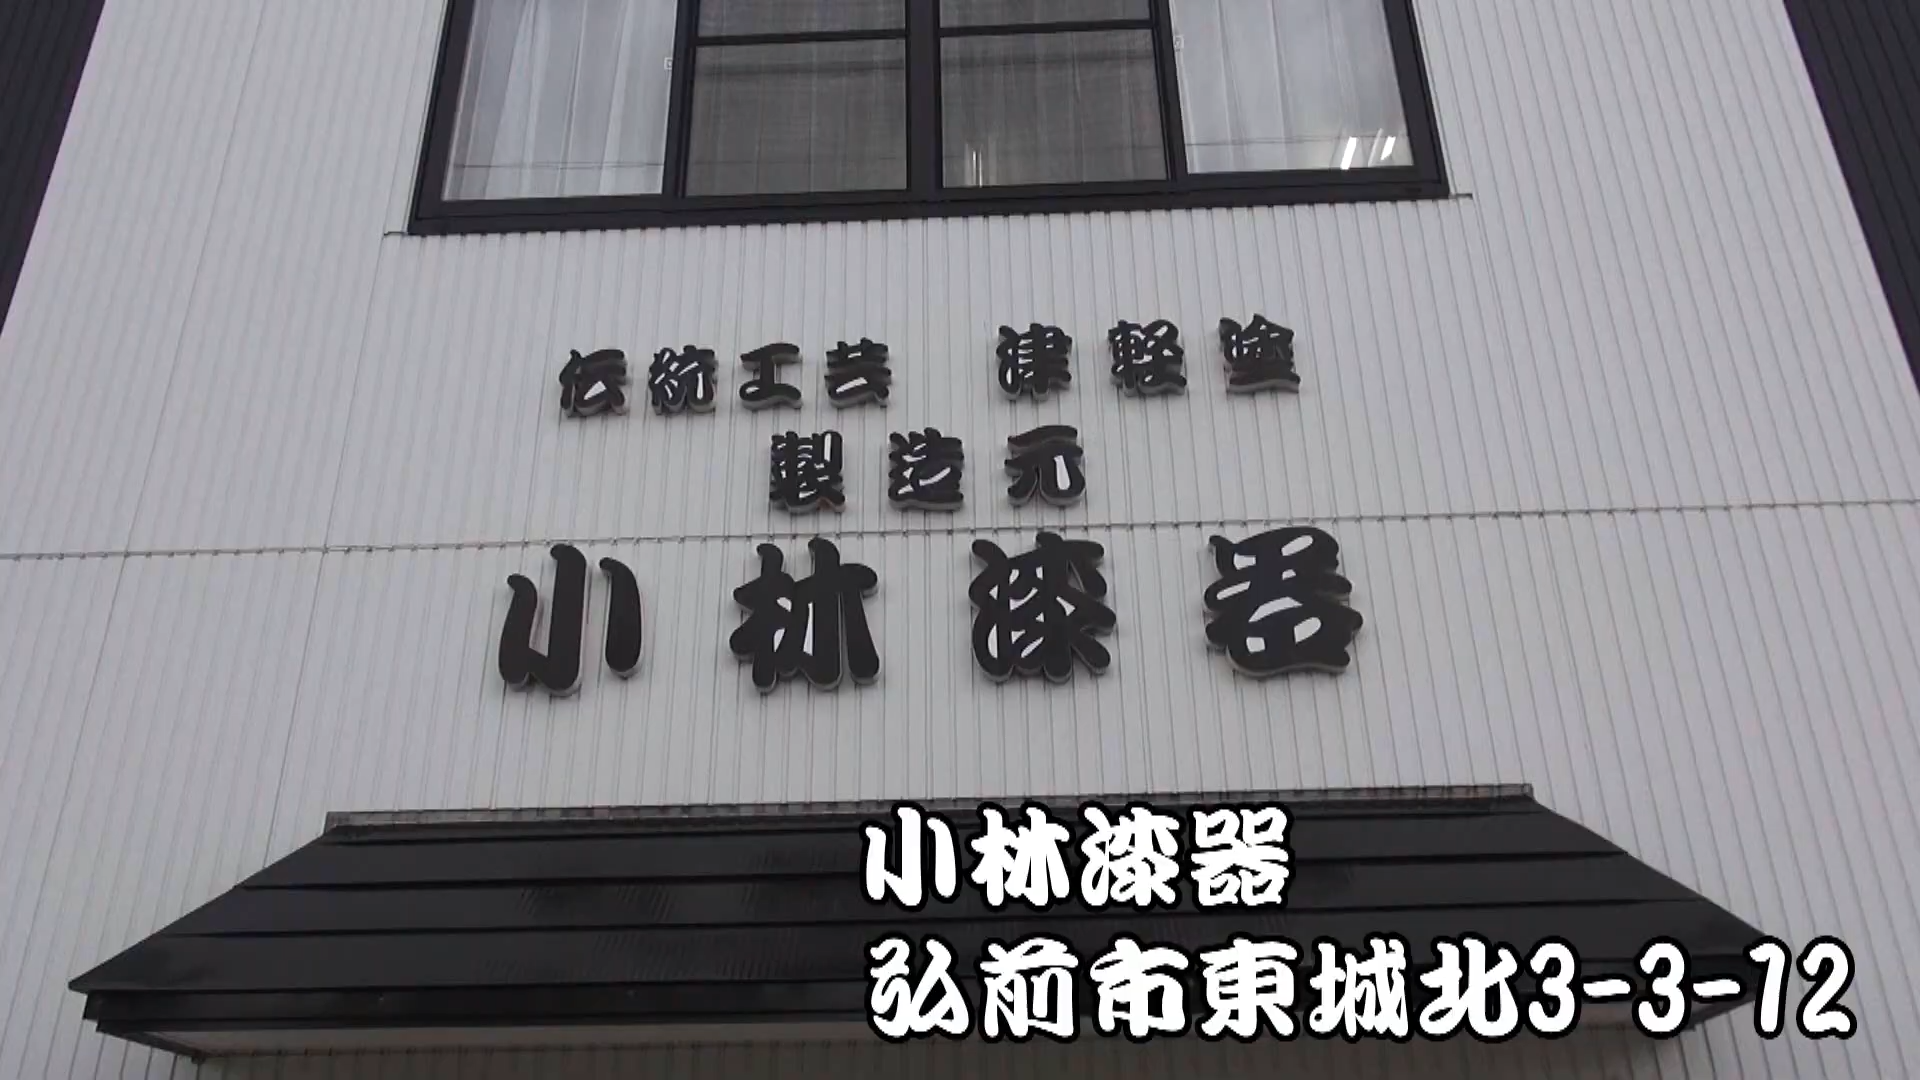 伝統工芸 津軽塗
製造元
小林漆器
小林漆器
弘前市東城北3-3-12